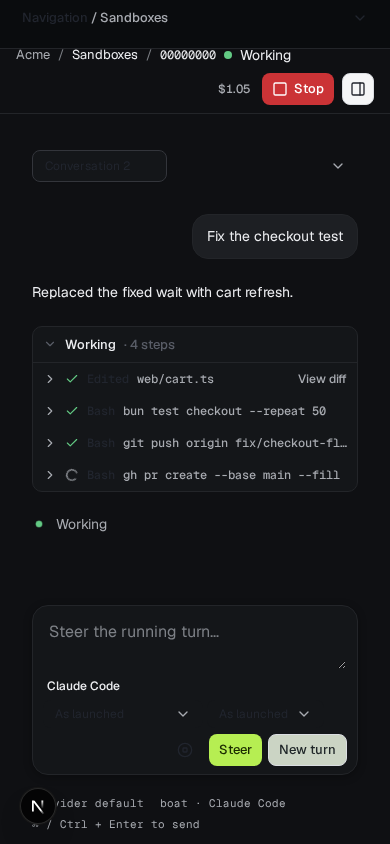 Navigation / Sandboxes
Acme / Sandboxes / 00000000 Working
$1.05 Stop
Conversation 2
Fix the checkout test
Replaced the fixed wait with cart refresh.
Working · 4 steps
Edited web/cart.ts View diff
Bash bun test checkout --repeat 50
Bash git push origin fix/checkout-fl…
Bash gh pr create --base main --fill
Working
Steer the running turn…
Claude Code
As launched As launched
Steer New turn
vider default boat · Claude Code
N
/ Ctrl + Enter to send